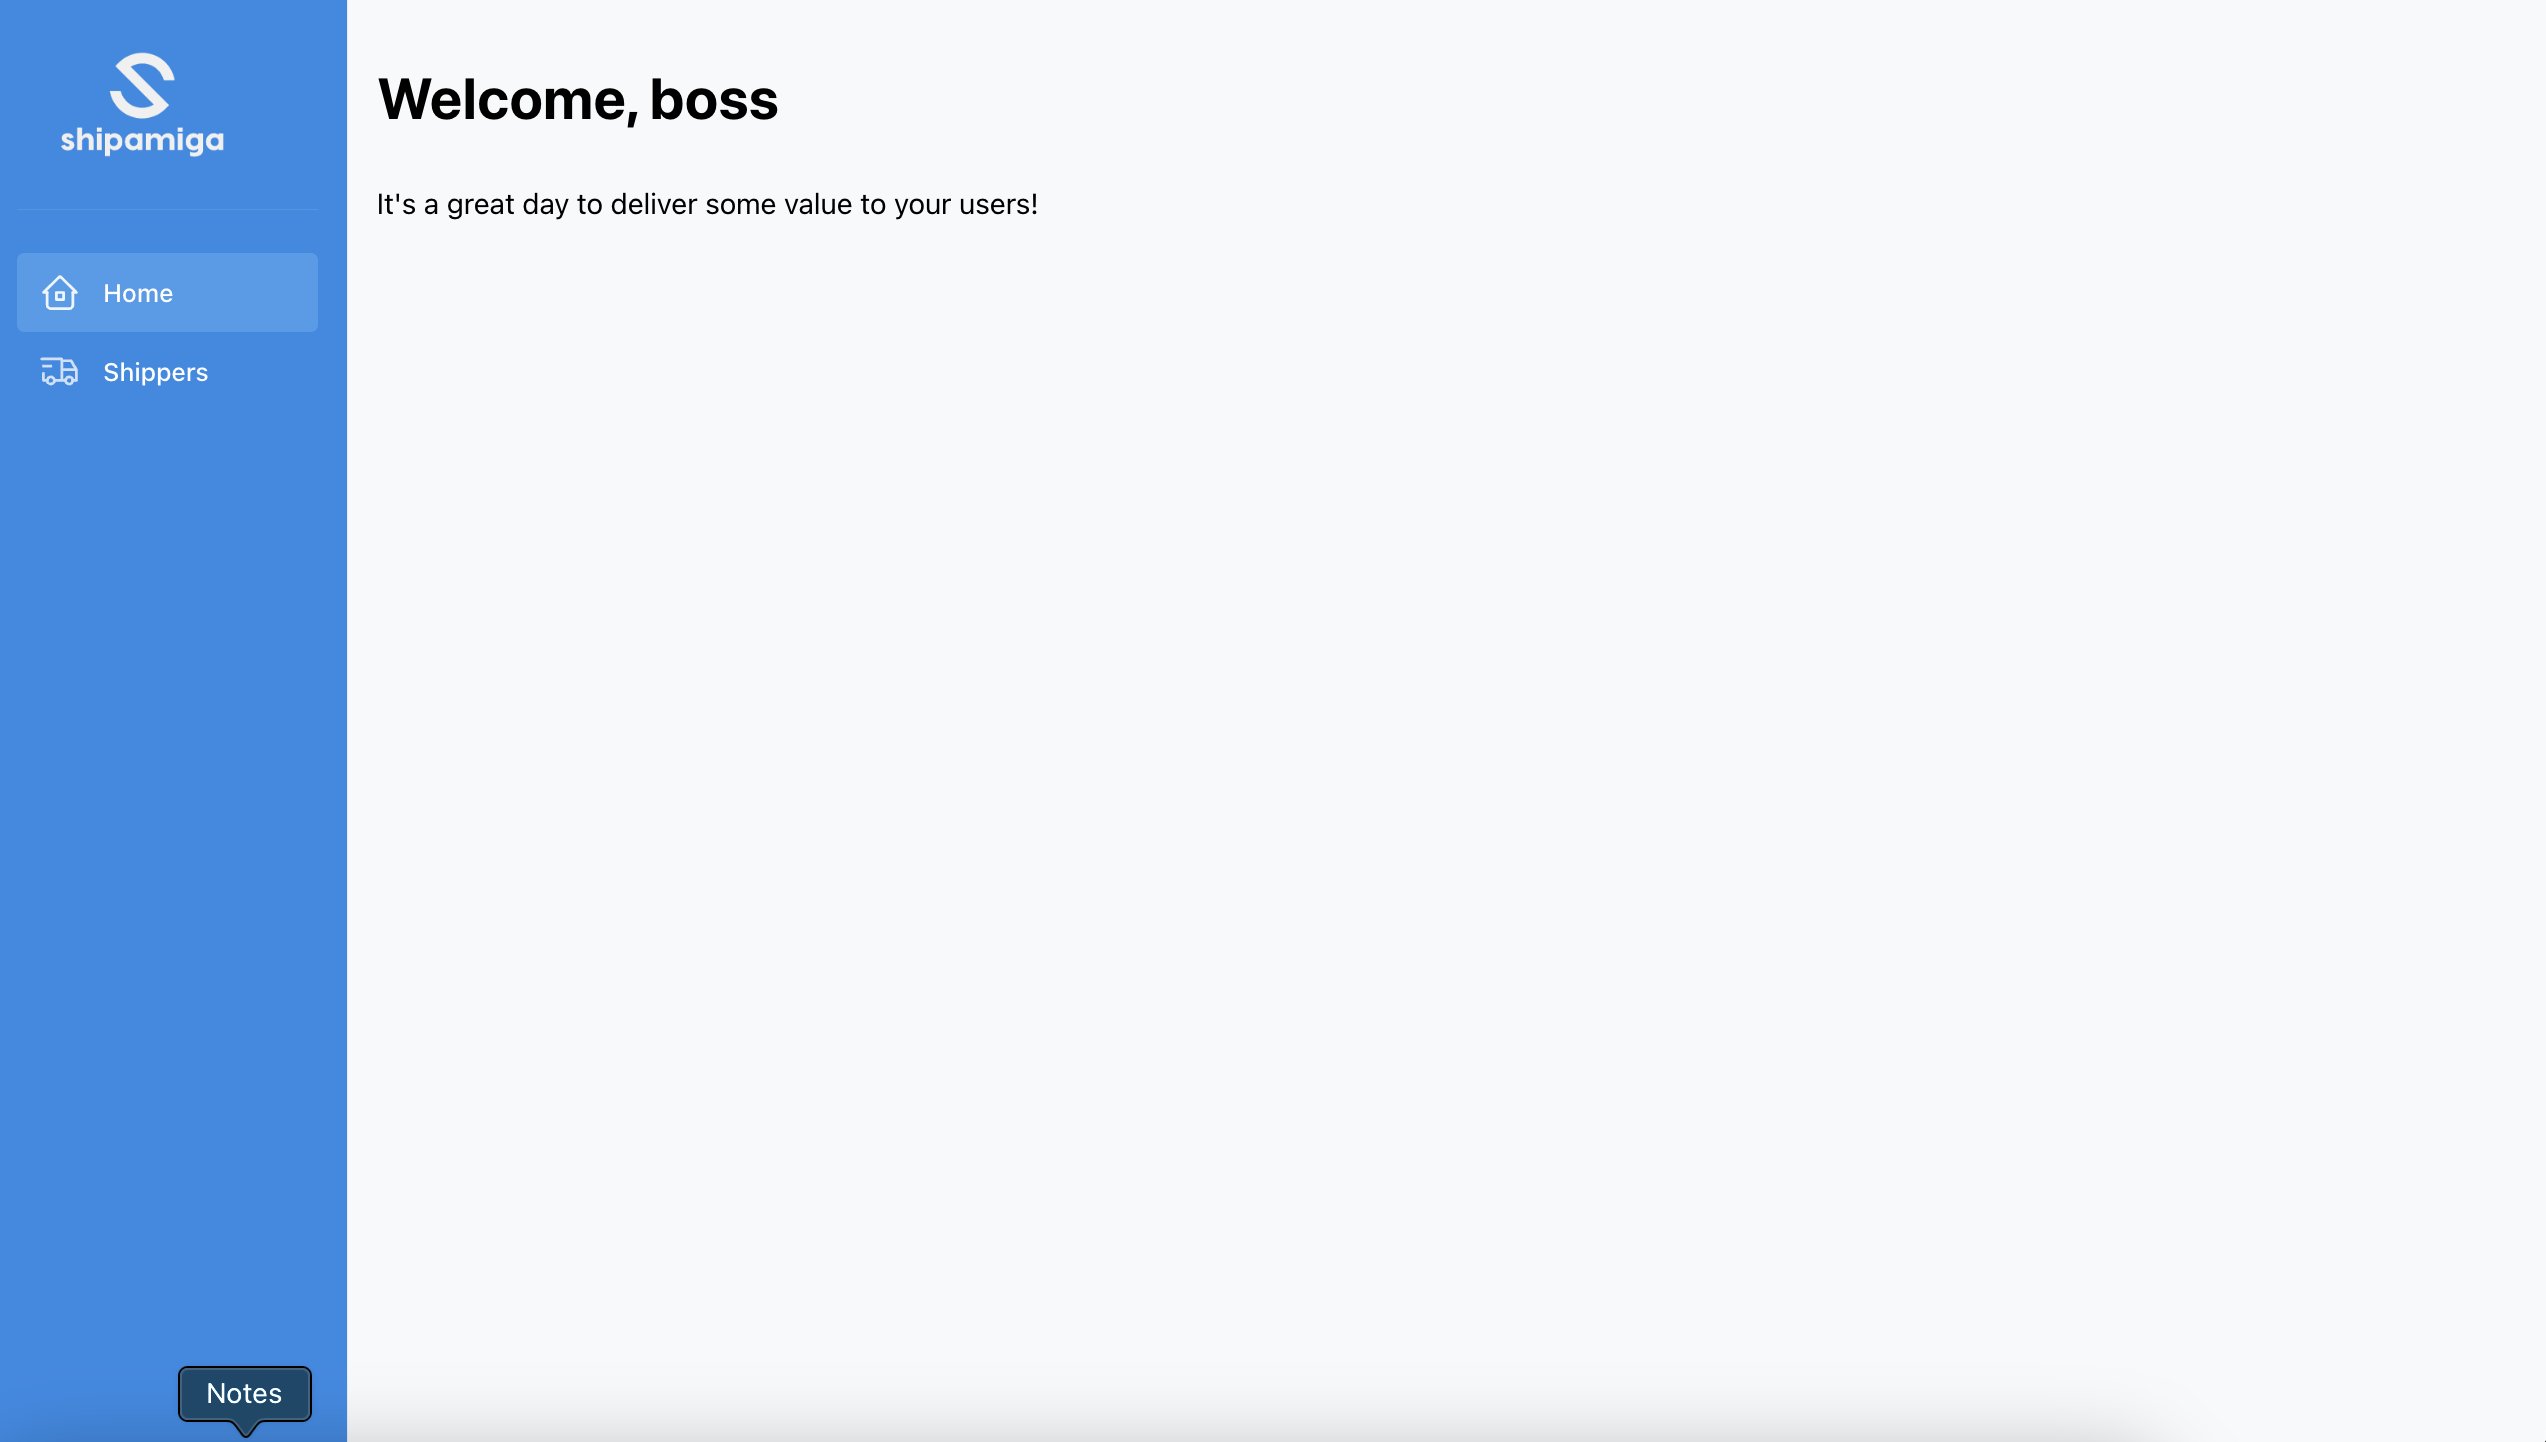 shipamiga
Home
Shippers
Welcome, boss
It's a great day to deliver some value to your users!
Notes